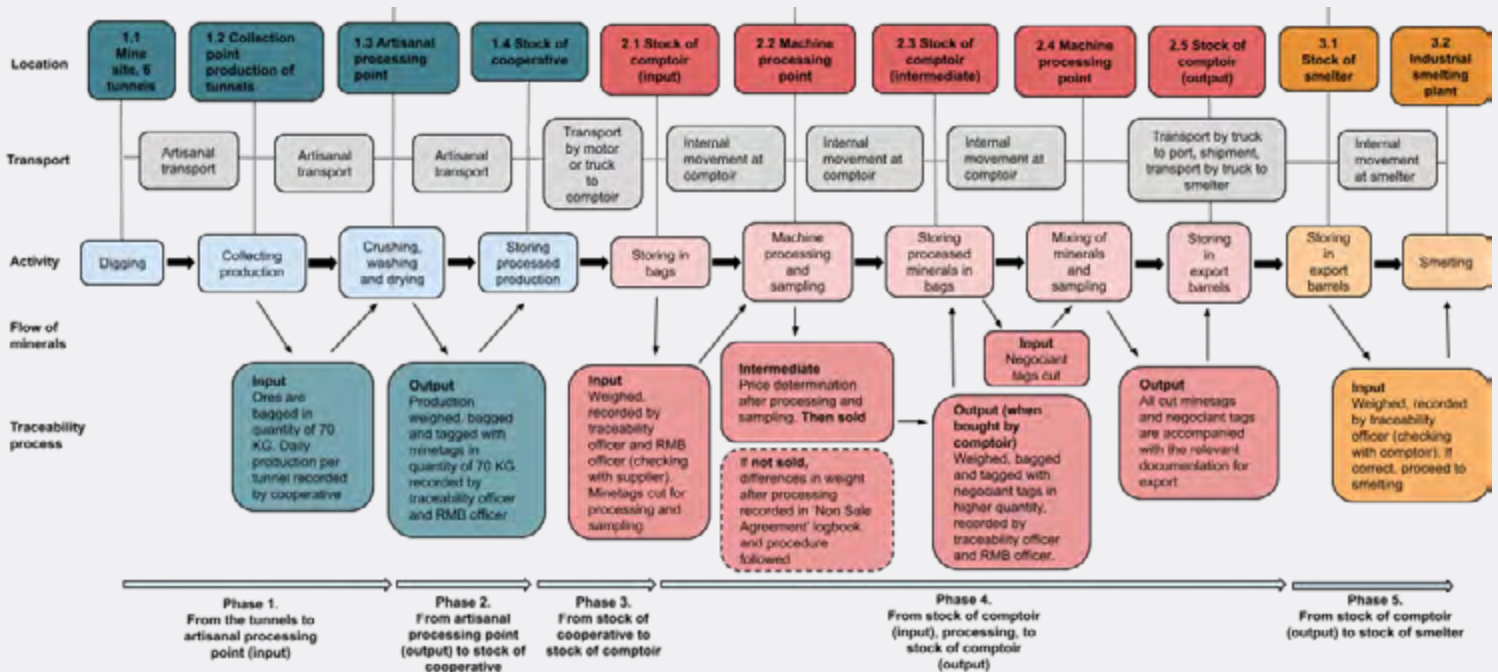 Location
1.1
Mine
site, 6
tunnels
1.2 Collection
point
production of
tunnels
1.3 Artisanal
processing
point
1.4 Stock of
cooperative
2.1 Stock of
comptoir
(input)
2.2 Machine
processing
point
2.3 Stock of
comptoir
(intermediate)
2.4 Machine
processing
point
2.5 Stock of
comptoir
(output)
3.1
Stock of
smelter
3.2
Industrial
smelting
plant
Transport
Artisanal
transport
Artisanal
transport
Artisanal
transport
Transport
by motor
or truck
to
comptoir
Internal
movement at
comptoir
Internal
movement at
comptoir
Internal
movement at
comptoir
Transport by truck
to port, shipment,
transport by truck to
smelter
Internal
movement
at smelter
Activity
Digging
Collecting
production
Crushing,
washing
and drying
Storing
processed
production
Storing in
bags
Machine
processing
and
sampling
Storing
processed
minerals in
bags
Mixing of
minerals
and
sampling
Storing
in
export
barrels
Storing
in
export
barrels
Smelting
Flow of
minerals
Traceability
process
Input
Ores are
bagged in
quantity of 70
KG. Daily
production per
tunnel recorded
by cooperative
Output
Production
weighed, bagged
and tagged with
minetags in
quantity of 70 KG
recorded by
traceability officer
and RMB officer
Input
Weighed,
recorded by
traceability
officer and RMB
officer (checking
with supplier).
Minetags cut for
processing and
sampling
Intermediate
Price determination
after processing and
sampling. Then sold
If not sold,
differences in weight
after processing
recorded in 'Non Sale
Agreement' logbook
and procedure
followed
Output (when
bought by
comptoir)
Weighed, bagged
and tagged with
negociant tags in
higher quantity,
recorded by
traceability officer
and RMB officer.
Input
Negociant
tags cut
Output
All cut minetags
and negociant tags
are accompanied
with the relevant
documentation for
export
Input
Weighed, recorded
by traceability
officer (checking
with comptoir). If
correct, proceed to
smelting
Phase 1.
From the tunnels to
artisanal processing
point (input)
Phase 2.
From artisanal
processing point
(output) to stock of
cooperative
Phase 3.
From stock of
cooperative to
stock of comptoir
Phase 4.
From stock of comptoir
(input), processing, to
stock of comptoir
(output)
Phase 5.
From stock of comptoir
(output) to stock of smelter